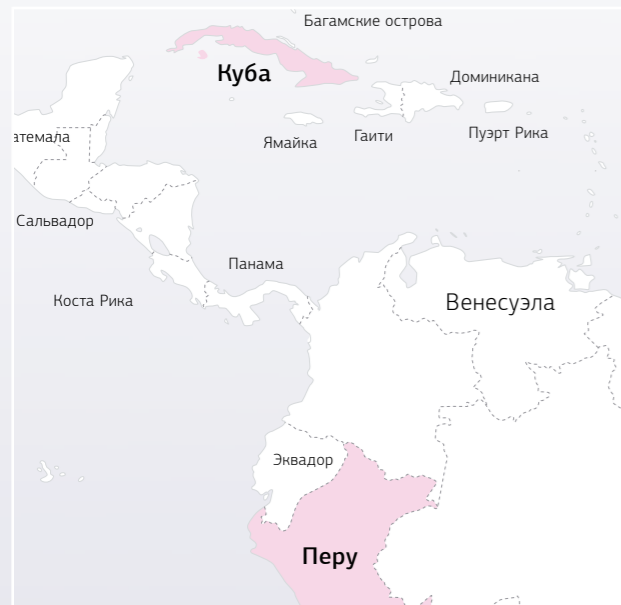 Багамские острова
Куба
Доминикана
Ямайка
Гаити
Пуэрт Рика
атемала
Сальвадор
Панама
Коста Рика
Венесуэла
Эквадор
Перу